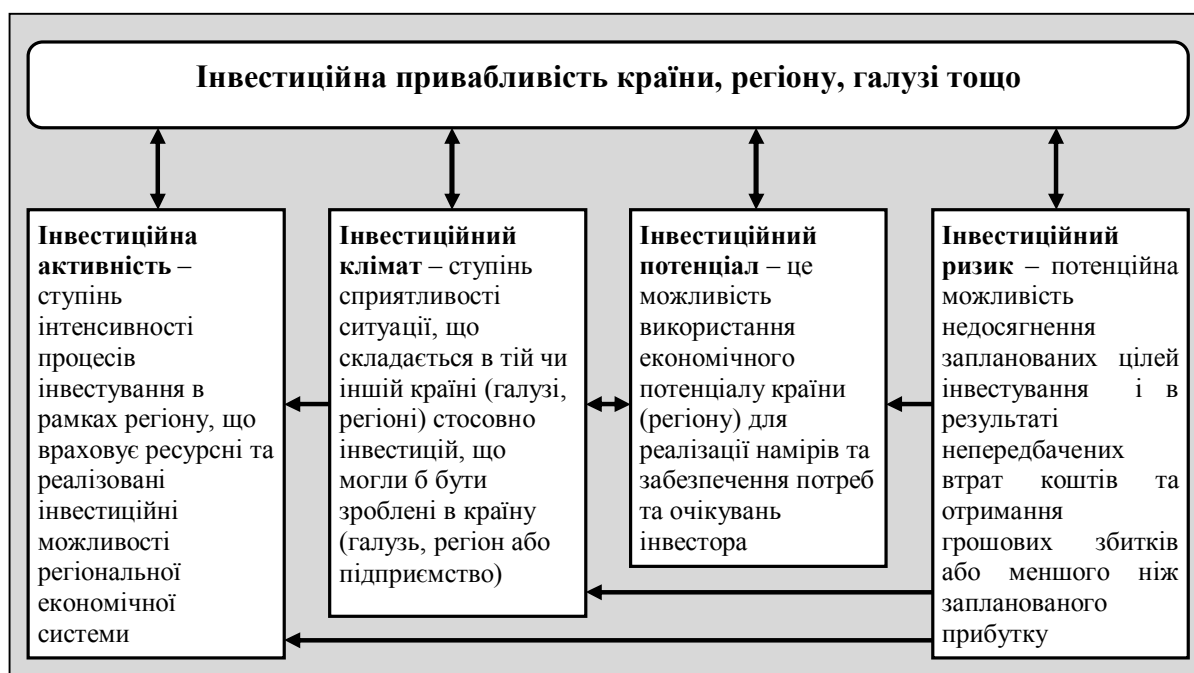 Інвестиційна привабливість країни, регіону, галузі тощо
Інвестиційна
активність –
ступінь
інтенсивності
процесів
інвестування в
рамках регіону, що
враховує ресурсні та
реалізовані
інвестиційні
можливості
регіональної
економічної
системи
Інвестиційний
клімат – ступінь
сприятливості
ситуації, що
складається в тій чи
іншій країні (галузі,
регіоні) стосовно
інвестицій, що
могли б бути
зроблені в країну
(галузь, регіон або
підприємство)
Інвестиційний
потенціал – це
можливість
використання
економічного
потенціалу країни
(регіону) для
реалізації намірів та
забезпечення потреб
та очікувань
інвестора
Інвестиційний
ризик – потенційна
можливість
недосягнення
запланованих цілей
інвестування і в
результаті
непередбачених
втрат коштів та
отримання
грошових збитків
або меншого ніж
запланованого
прибутку